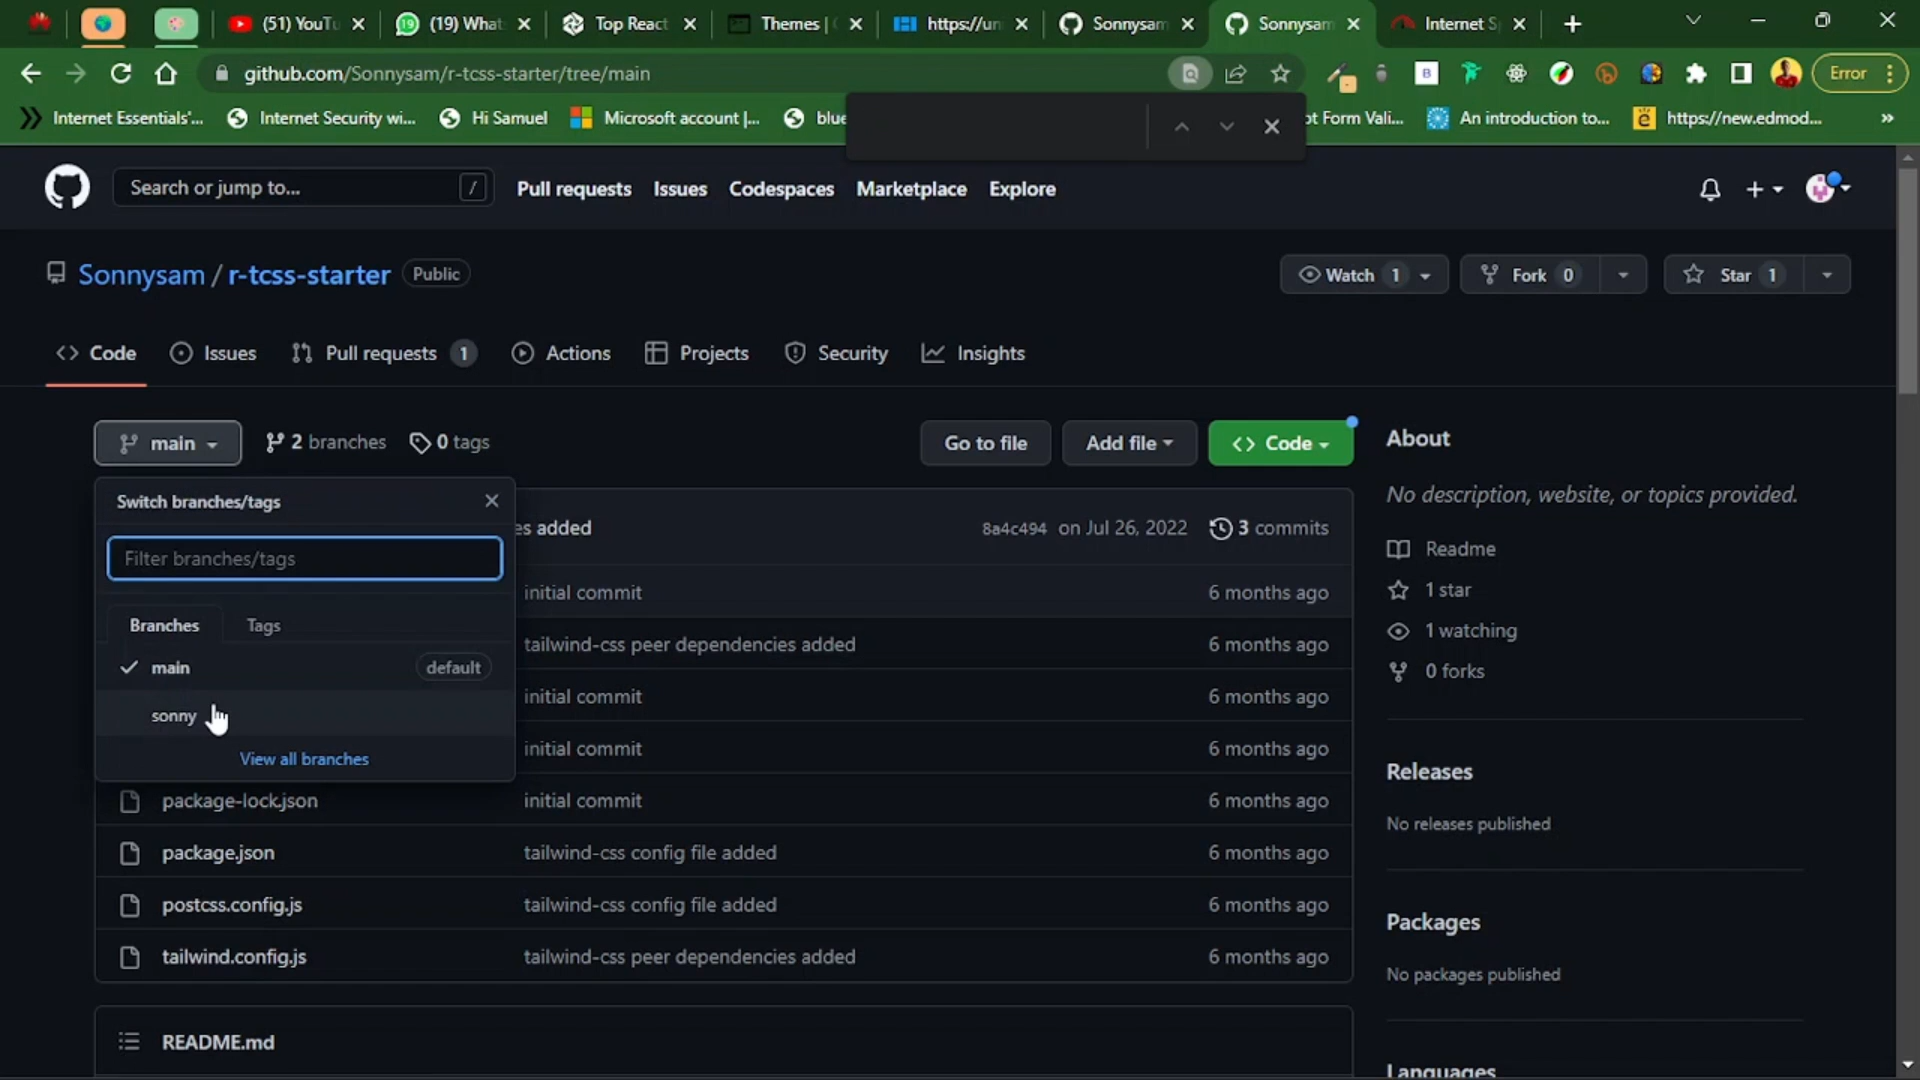 (51) YouTu
(19) What
Top React
Themes |
https://un
Sonnysam
Sonnysam
Internet S
github.com/Sonnysam/r-tcss-starter/tree/main
Error
Internet Essentials'...
Internet Security wi...
Hi Samuel
Microsoft account |...
blue
ot Form Vali...
An introduction to...
https://new.edmod...
Search or jump to... /
Pull requests
Issues
Codespaces
Marketplace
Explore
Sonnysam / r-tcss-starter Public
Watch 1
Fork 0
Star 1
Code
Issues
Pull requests 1
Actions
Projects
Security
Insights
main
2 branches
0 tags
Go to file
Add file
Code
About
No description, website, or topics provided.
Readme
1 star
1 watching
0 forks
Switch branches/tags
Filter branches/tags
Branches
Tags
main default
sonny
View all branches
es added 8a4c494 on Jul 26, 2022 3 commits
initial commit 6 months ago
tailwind-css peer dependencies added 6 months ago
initial commit 6 months ago
initial commit 6 months ago
package-lock.json initial commit 6 months ago
package.json tailwind-css config file added 6 months ago
postcss.config.js tailwind-css config file added 6 months ago
tailwind.config.js tailwind-css peer dependencies added 6 months ago
README.md
Releases
No releases published
Packages
No packages published
Languages